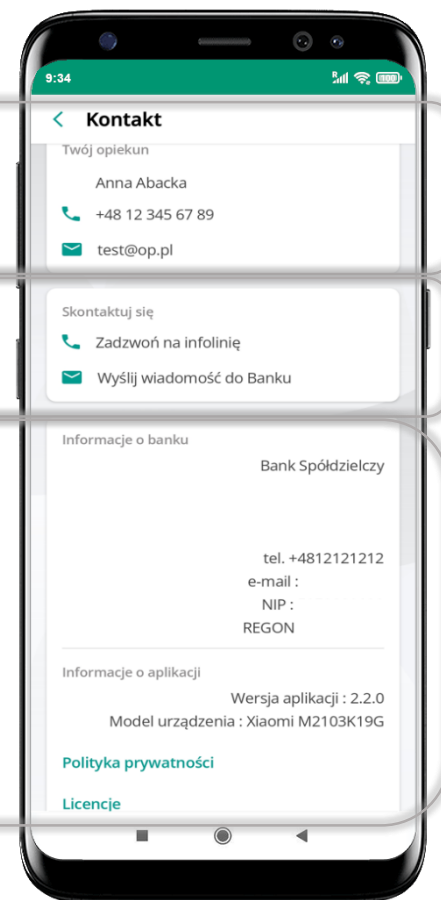 9:34
R
100
Kontakt
Twój opiekun
Anna Abacka
+48 12 345 67 89
test@op.pl
Skontaktuj się
Zadzwoń na infolinię
Wyślij wiadomość do Banku
Informacje o banku
Bank Spółdzielczy
tel. +4812121212
e-mail :
NIP :
REGON
Informacje o aplikacji
Wersja aplikacji : 2.2.0
Model urządzenia : Xiaomi M2103K19G
Polityka prywatności
Licencje